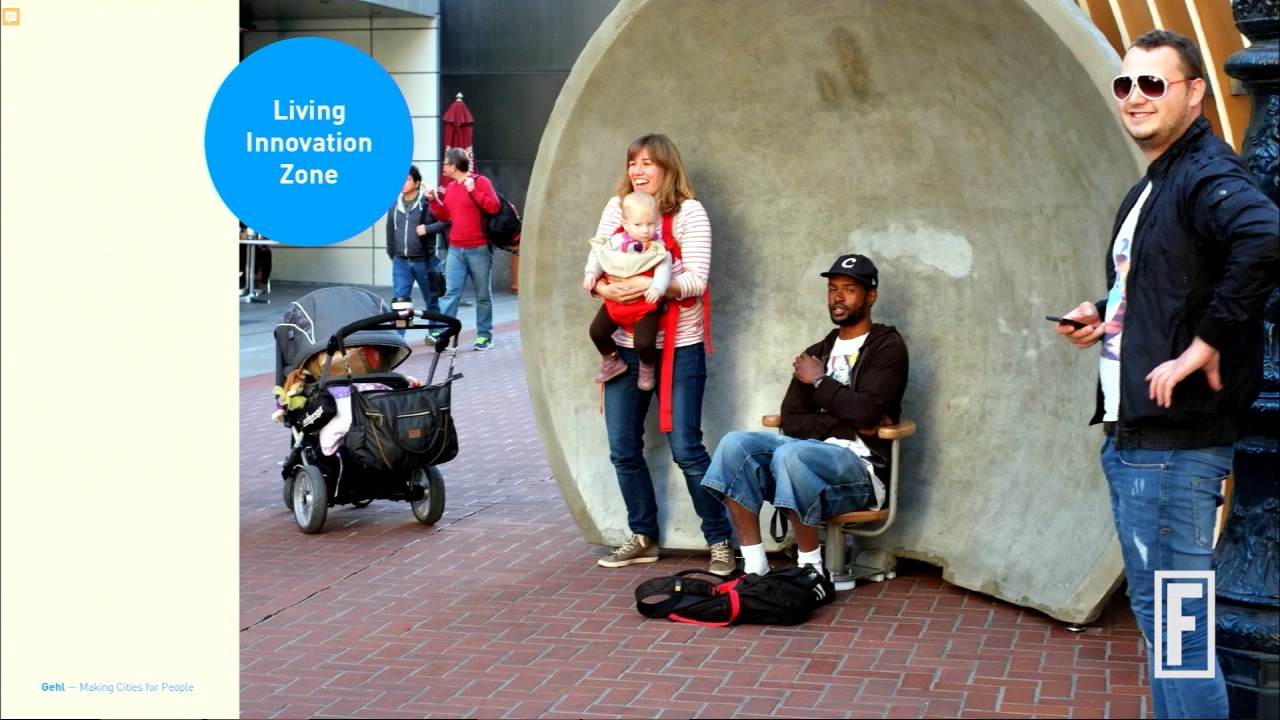 Living
Innovation
Zone
C
Gehl — Making Cities for People
F